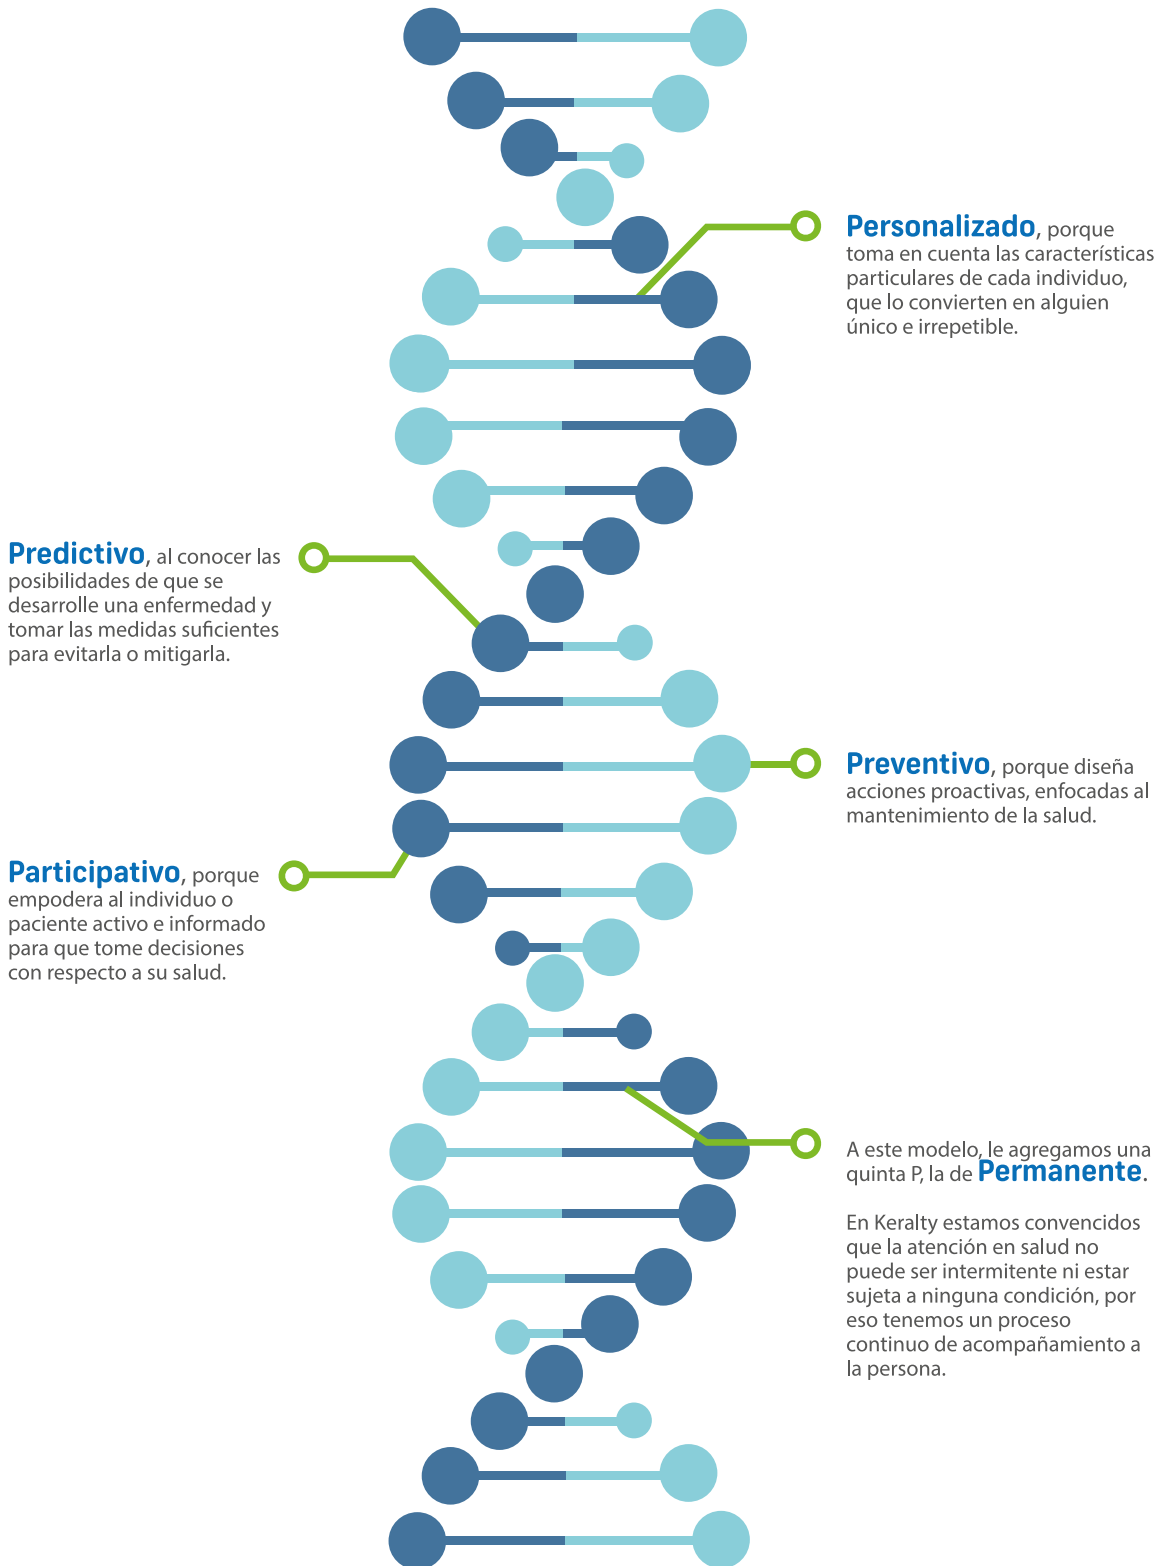 Personalizado, porque
toma en cuenta las características
particulares de cada individuo,
que lo convierten en alguien
único e irrepetible.
Predictivo, al conocer las
posibilidades de que se
desarrolle una enfermedad y
tomar las medidas suficientes
para evitarla o mitigarla.
Preventivo, porque diseña
acciones proactivas, enfocadas al
mantenimiento de la salud.
Participativo, porque
empodera al individuo o
paciente activo e informado
para que tome decisiones
con respecto a su salud.
A este modelo, le agregamos una
quinta P, la de Permanente.
En Keralty estamos convencidos
que la atención en salud no
puede ser intermitente ni estar
sujeta a ninguna condición, por
eso tenemos un proceso
continuo de acompañamiento a
la persona.